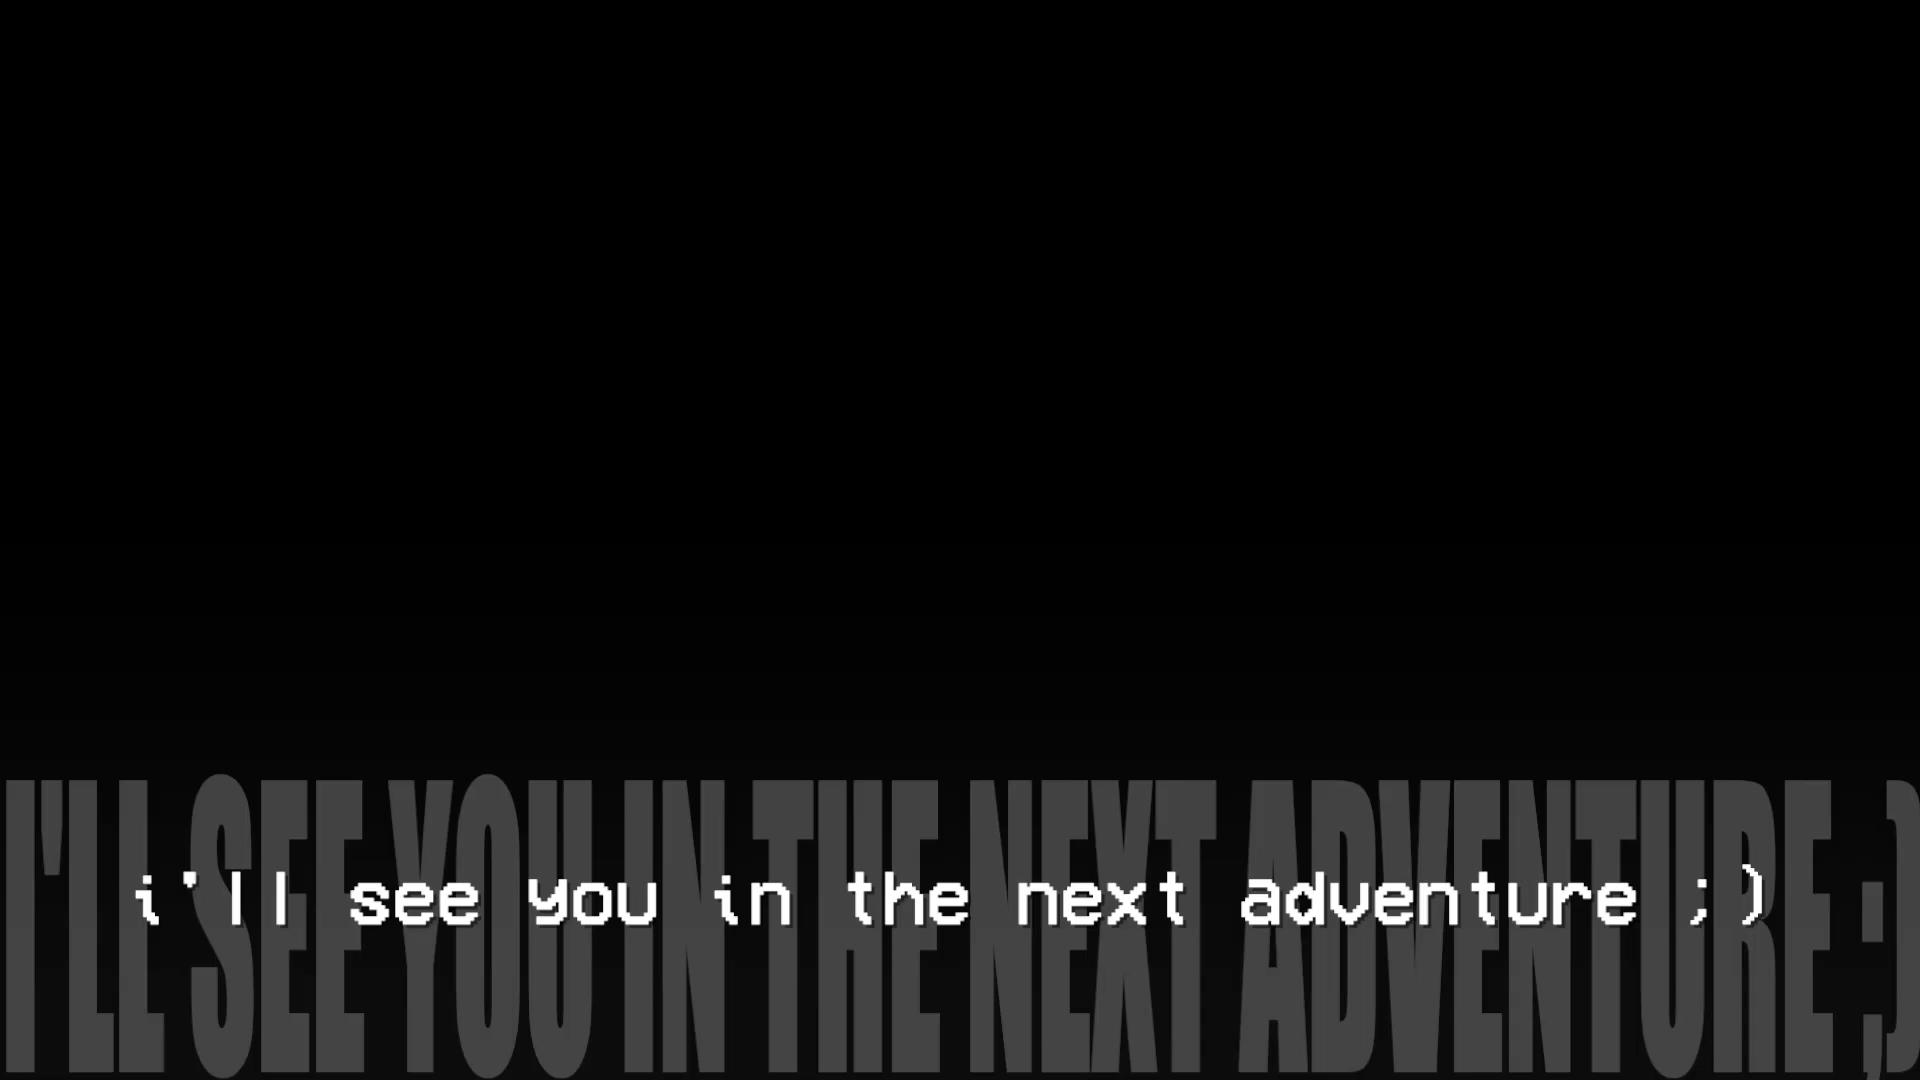 I'LL SEE YOU IN THE NEXT ADVENTURE ;)
i'll see you in the next adventure ;)